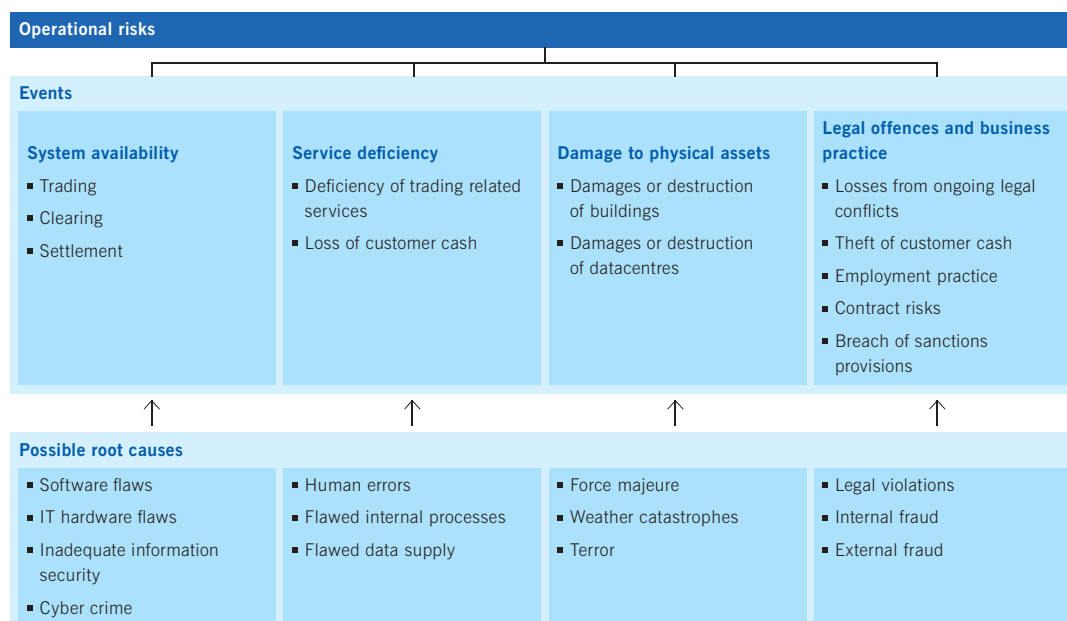 Operational risks
Events
System availability
▪ Trading
▪ Clearing
▪ Settlement
Service deficiency
▪ Deficiency of trading related
services
▪ Loss of customer cash
Damage to physical assets
▪ Damages or destruction
of buildings
▪ Damages or destruction
of datacentres
Legal offences and business
practice
▪ Losses from ongoing legal
conflicts
▪ Theft of customer cash
▪ Employment practice
▪ Contract risks
▪ Breach of sanctions
provisions
Possible root causes
▪ Software flaws
▪ IT hardware flaws
▪ Inadequate information
security
▪ Cyber crime
▪ Human errors
▪ Flawed internal processes
▪ Flawed data supply
▪ Force majeure
▪ Weather catastrophes
▪ Terror
▪ Legal violations
▪ Internal fraud
▪ External fraud